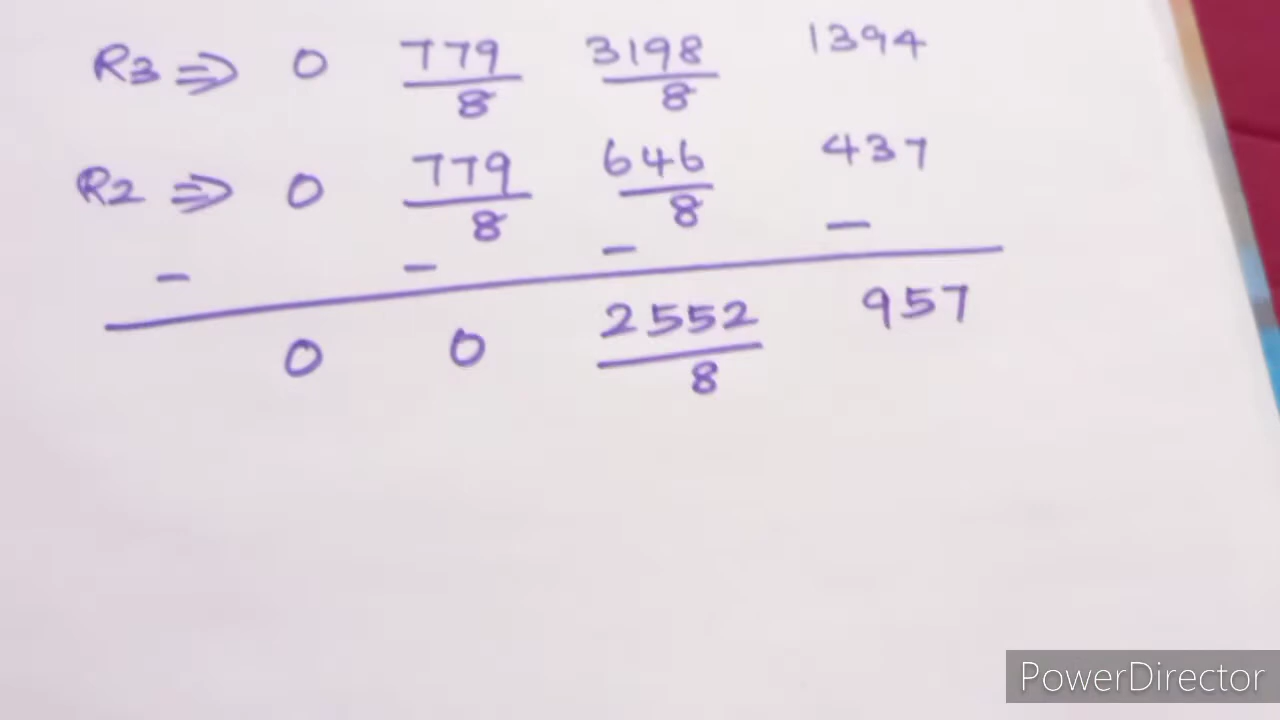 R3 ⇒ 0 779/8 3198/8 1394
R2 ⇒ 0 779/8 646/8 437
- - - -
0 0 2552/8 957
PowerDirector